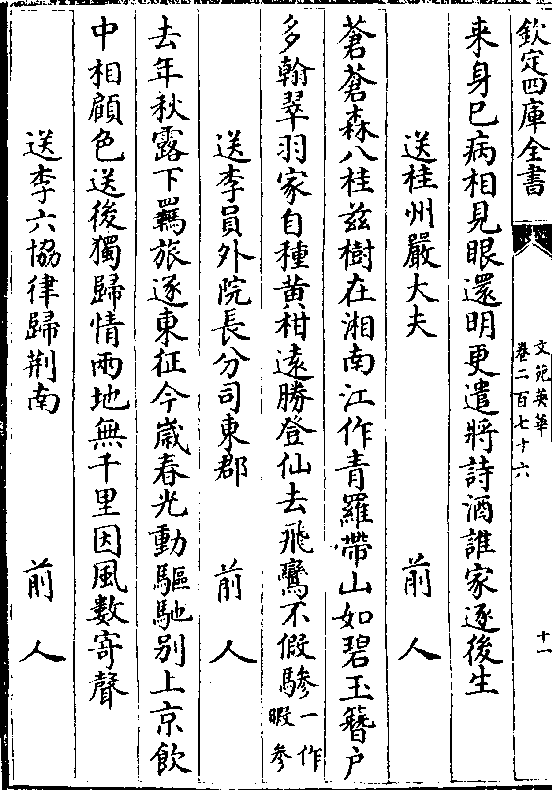 欽定四庫全書
文苑英華
卷二百七十六
十一
来身已病相見眼還明更遣將詩酒誰家逐後生
送桂州嚴大夫 前人
蒼蒼森八桂兹樹在湘南江作青羅帶山如碧玉簪户
多翰翠羽家自種黄柑逺勝登仙去飛鸞不假驂一作暇参
送李員外院長分司東郡 前人
去年秋露下羈旅逐東征今歳春光動驅馳别上京飲
中相顧色送後獨歸情兩地無千里因風數寄聲
送李六協律歸荆南 前人